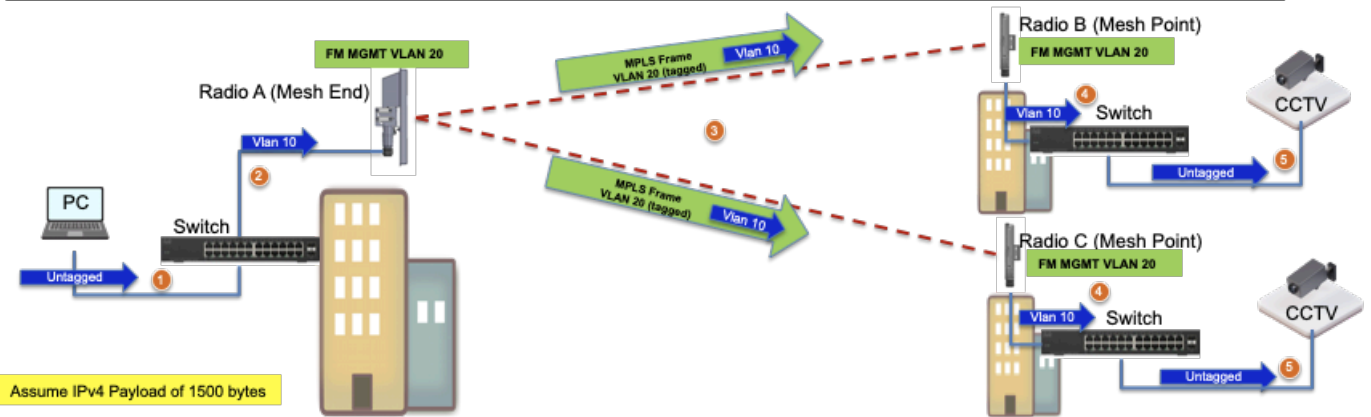 FM MGMT VLAN 20
Radio A (Mesh End)
Vlan 10
2
PC
Switch
Untagged
1
Assume IPv4 Payload of 1500 bytes
MPLS Frame
VLAN 20 (tagged)
Vlan 10
3
MPLS Frame
VLAN 20 (tagged)
Vlan 10
Radio B (Mesh Point)
FM MGMT VLAN 20
4
Vlan 10
Switch
CCTV
5
Untagged
Radio C (Mesh Point)
FM MGMT VLAN 20
4
Vlan 10
Switch
CCTV
5
Untagged